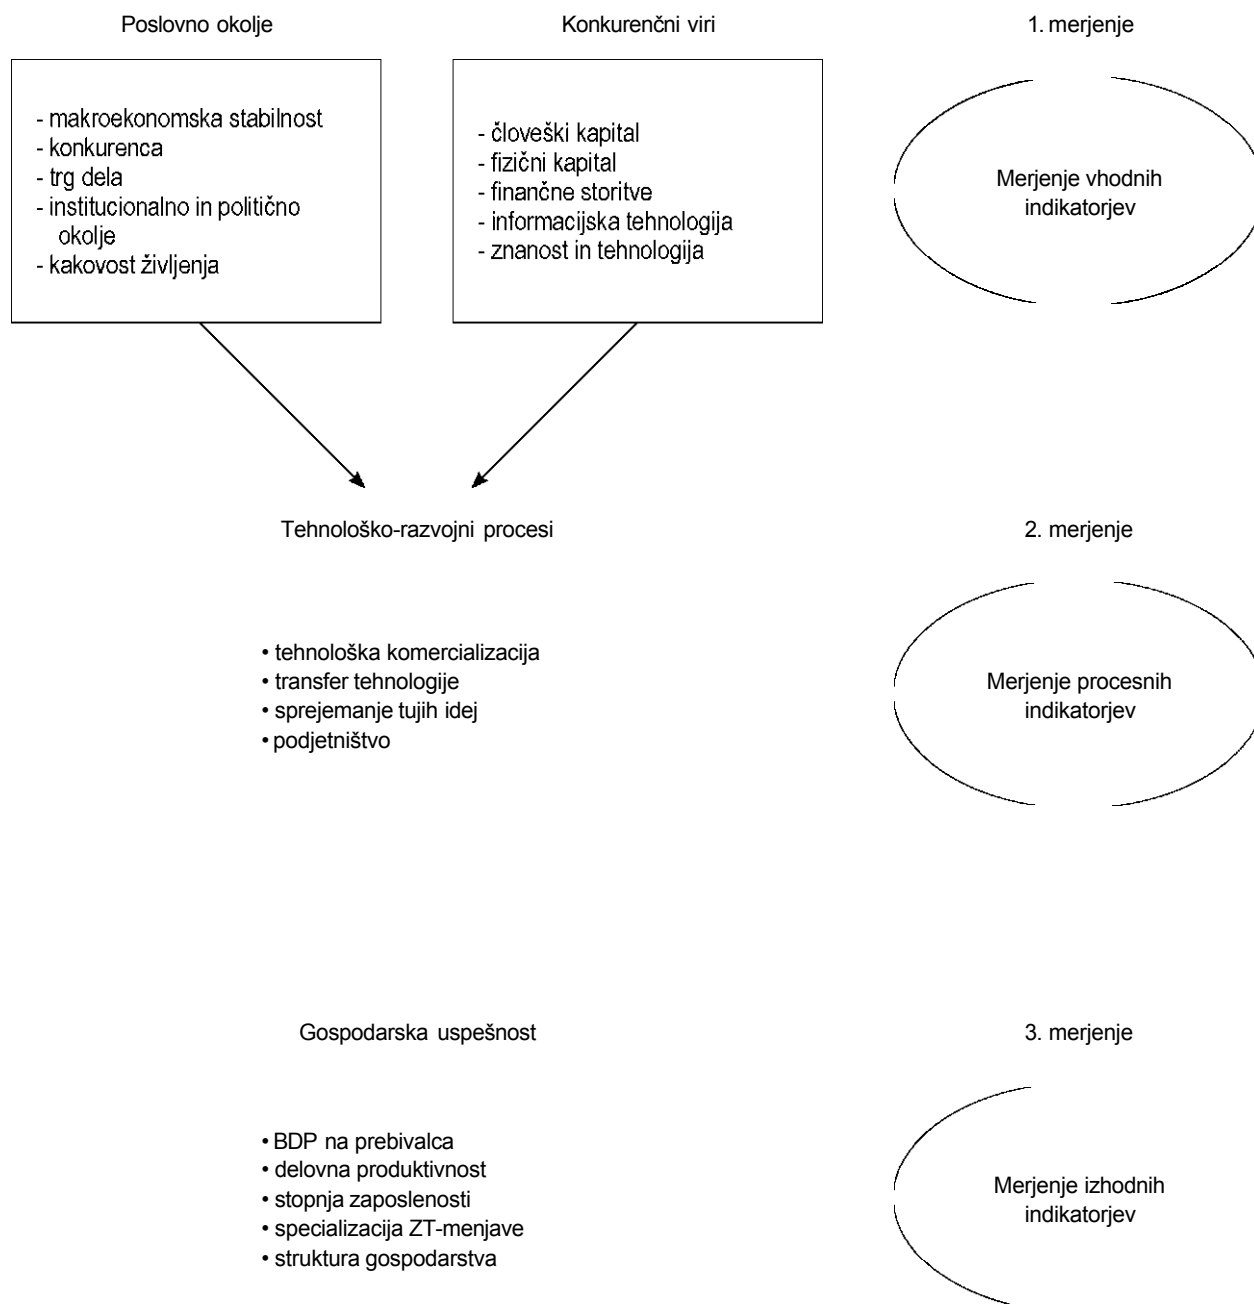 Poslovno okolje
- makroekonomska stabilnost
- konkurenca
- trg dela
- institucionalno in politično
okolje
- kakovost življenja
Konkurenčni viri
- človeški kapital
- fizični kapital
- finančne storitve
- informacijska tehnologija
- znanost in tehnologija
1. merjenje
Merjenje vhodnih
indikatorjev
Tehnološko-razvojni procesi
• tehnološka komercializacija
• transfer tehnologije
• sprejemanje tujih idej
• podjetništvo
2. merjenje
Merjenje procesnih
indikatorjev
Gospodarska uspešnost
• BDP na prebivalca
• delovna produktivnost
• stopnja zaposlenosti
• specializacija ZT-menjave
• struktura gospodarstva
3. merjenje
Merjenje izhodnih
indikatorjev